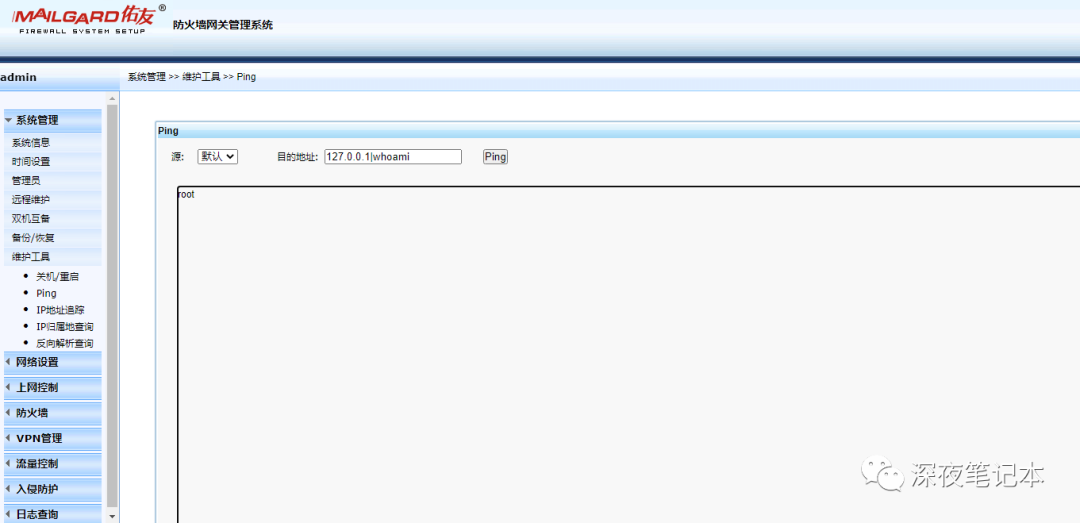 MAILGARD佑友®
FIREWALL SYSTEM SETUP
防火墙网关管理系统
admin
系统管理 >> 维护工具 >> Ping
系统管理
系统信息
时间设置
管理员
远程维护
双机互备
备份/恢复
维护工具
关机/重启
Ping
IP地址追踪
IP归属地查询
反向解析查询
网络设置
上网控制
防火墙
VPN管理
流量控制
入侵防护
日志查询
Ping
源: 默认 目的地址: 127.0.0.1|whoami Ping
root
深夜笔记本